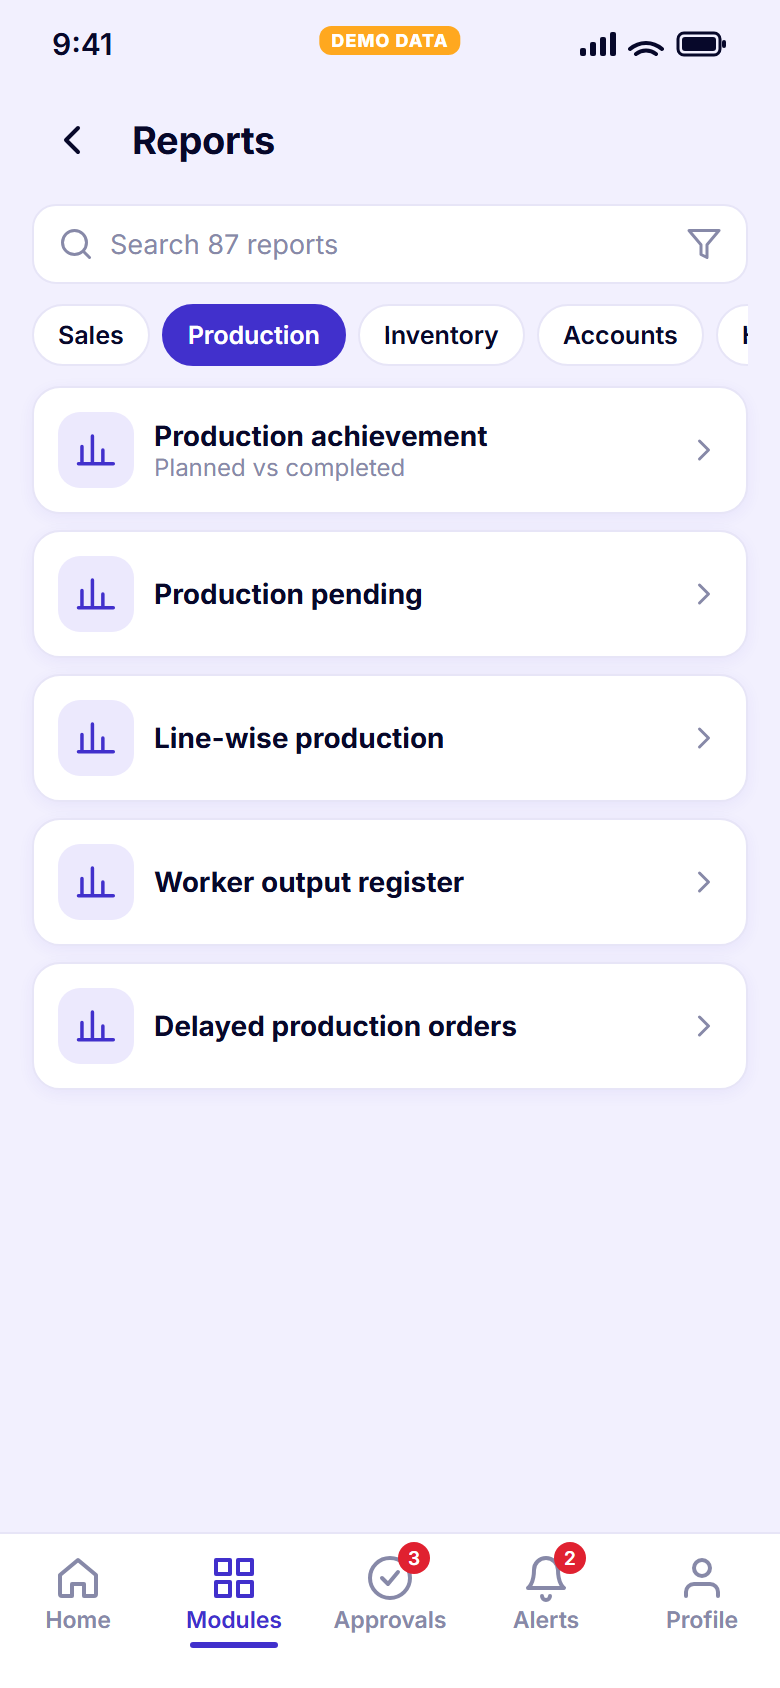 9:41
DEMO DATA
Reports
Search 87 reports
Sales
Production
Inventory
Accounts
Production achievement
Planned vs completed
Production pending
Line-wise production
Worker output register
Delayed production orders
3
2
Home
Modules
Approvals
Alerts
Profile